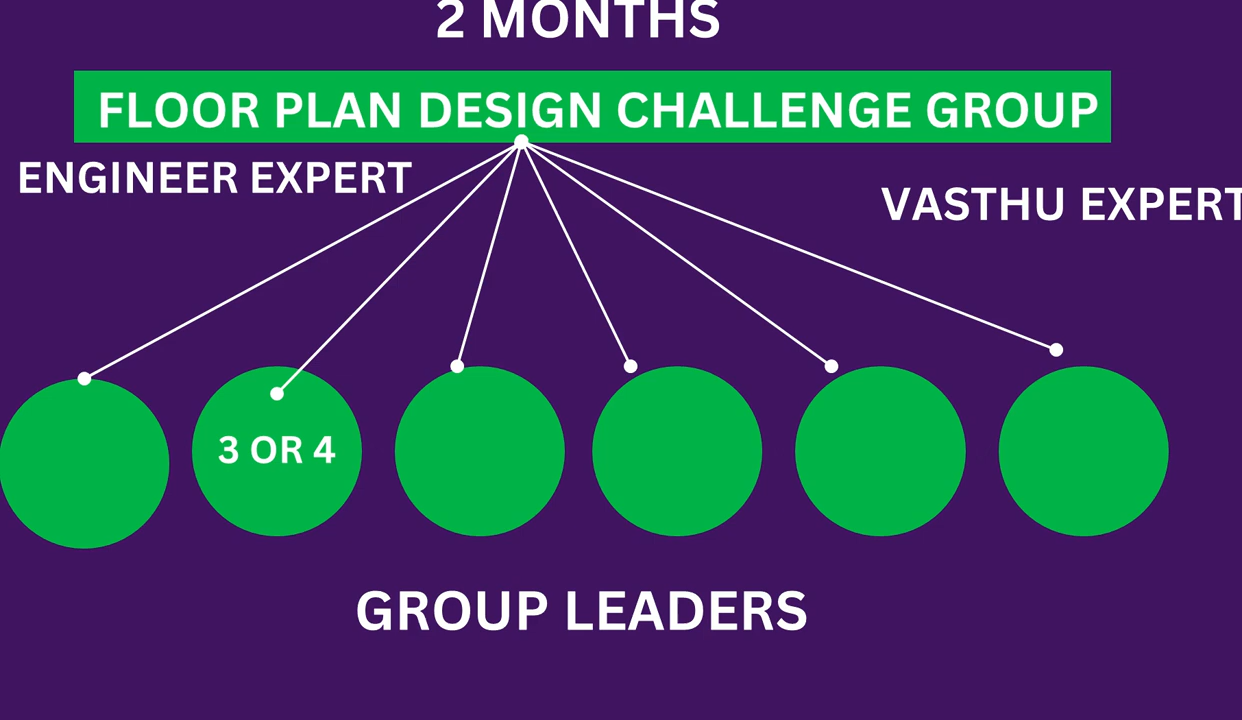 2 MONTHS
FLOOR PLAN DESIGN CHALLENGE GROUP
ENGINEER EXPERT
VASTHU EXPERT
3 OR 4
GROUP LEADERS